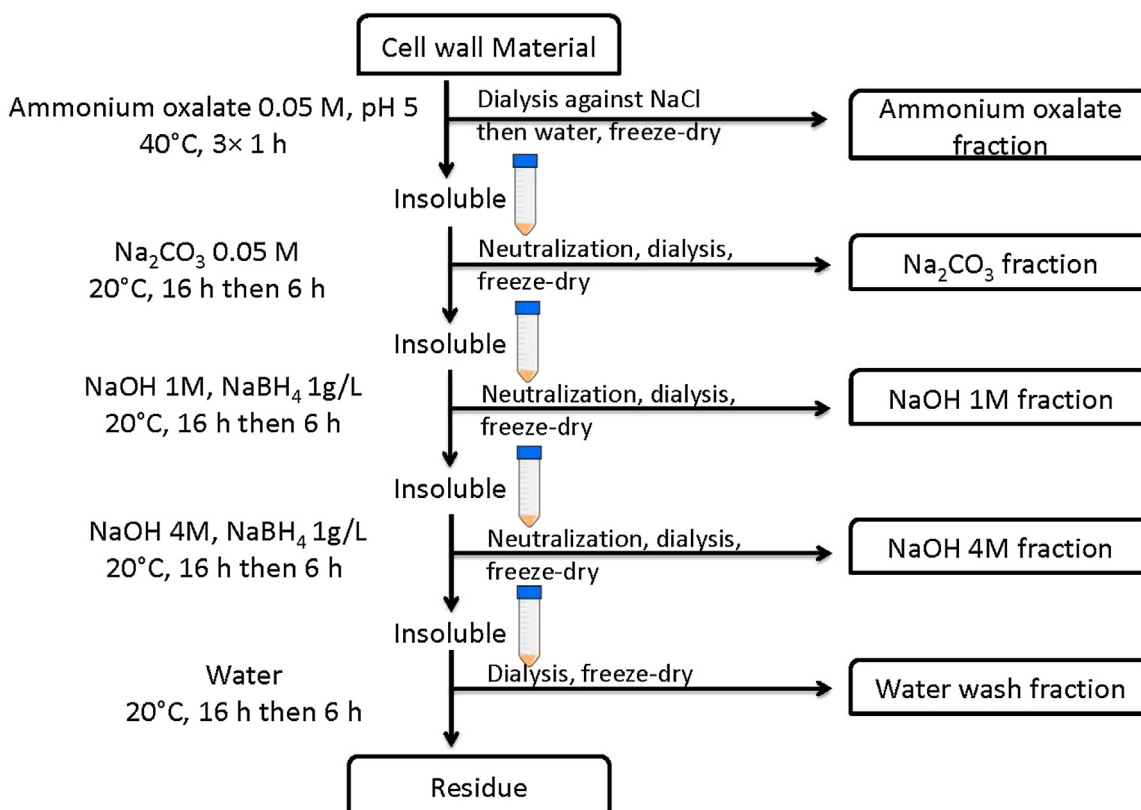 Cell wall Material
Ammonium oxalate 0.05 M, pH 5
40°C, 3× 1 h
Dialysis against NaCl
then water, freeze-dry
Ammonium oxalate
fraction
Insoluble
Na₂CO₃ 0.05 M
20°C, 16 h then 6 h
Neutralization, dialysis,
freeze-dry
Na₂CO₃ fraction
Insoluble
NaOH 1M, NaBH₄ 1g/L
20°C, 16 h then 6 h
Neutralization, dialysis,
freeze-dry
NaOH 1M fraction
Insoluble
NaOH 4M, NaBH₄ 1g/L
20°C, 16 h then 6 h
Neutralization, dialysis,
freeze-dry
NaOH 4M fraction
Insoluble
Water
20°C, 16 h then 6 h
Dialysis, freeze-dry
Water wash fraction
Residue